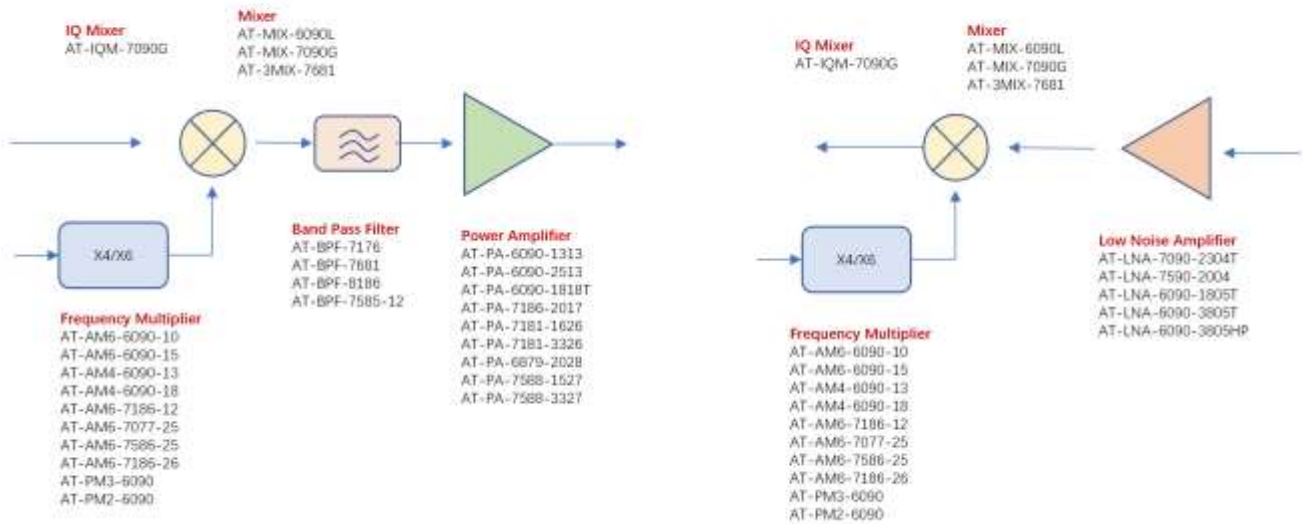 IQ Mixer
AT-IQM-7090G
Mixer
AT-MIX-6090L
AT-MIX-7090G
AT-3MIX-7681
X4/X6
Frequency Multiplier
AT-AM6-6090-10
AT-AM6-6090-15
AT-AM4-6090-13
AT-AM4-6090-18
AT-AM6-7186-12
AT-AM6-7077-25
AT-AM6-7586-25
AT-AM6-7186-26
AT-PM3-6090
AT-PM2-6090
Band Pass Filter
AT-BPF-7176
AT-BPF-7681
AT-BPF-8186
AT-BPF-7585-12
Power Amplifier
AT-PA-6090-1313
AT-PA-6090-2513
AT-PA-6090-1818T
AT-PA-7186-2017
AT-PA-7181-1626
AT-PA-7181-3326
AT-PA-6879-2028
AT-PA-7588-1527
AT-PA-7588-3327
IQ Mixer
AT-IQM-7090G
Mixer
AT-MIX-6090L
AT-MIX-7090G
AT-3MIX-7681
X4/X6
Frequency Multiplier
AT-AM6-6090-10
AT-AM6-6090-15
AT-AM4-6090-13
AT-AM4-6090-18
AT-AM6-7186-12
AT-AM6-7077-25
AT-AM6-7586-25
AT-AM6-7186-26
AT-PM3-6090
AT-PM2-6090
Low Noise Amplifier
AT-LNA-7090-2304T
AT-LNA-7590-2004
AT-LNA-6090-1805T
AT-LNA-6090-3805T
AT-LNA-6090-3805HP